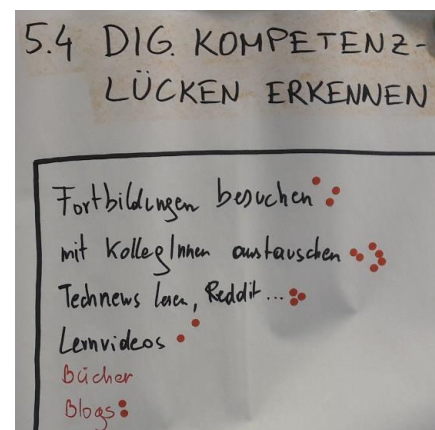 5.4 DIG. KOMPETENZ-
LÜCKEN ERKENNEN
Fortbildungen besuchen
mit KollegInnen austauschen
Technews lesen, Reddit...
Lernvideos
Bücher
Blogs